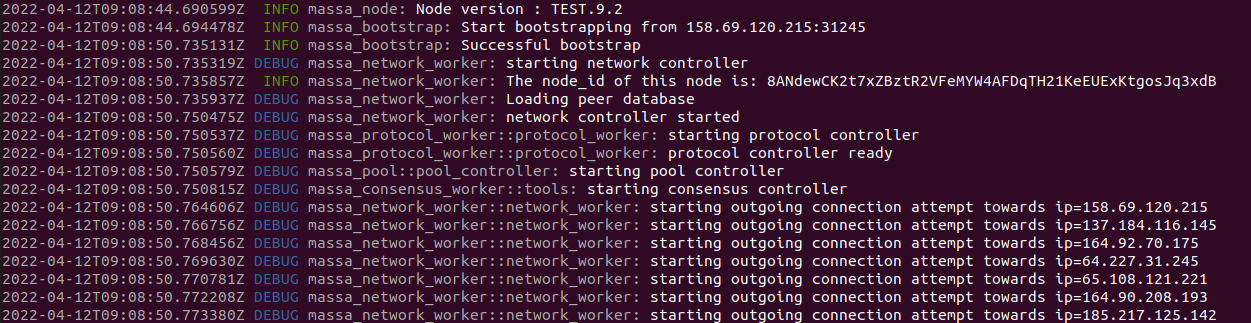 2022-04-12T09:08:44.690599Z  INFO massa_node: Node version : TEST.9.2
2022-04-12T09:08:44.694478Z  INFO massa_bootstrap: Start bootstrapping from 158.69.120.215:31245
2022-04-12T09:08:50.735131Z  INFO massa_bootstrap: Successful bootstrap
2022-04-12T09:08:50.735319Z DEBUG massa_network_worker: starting network controller
2022-04-12T09:08:50.735857Z  INFO massa_network_worker: The node_id of this node is: 8ANdewCK2t7xZBztR2VFeMYW4AFDqTH21KeEUExKtgosJq3xdB
2022-04-12T09:08:50.735937Z DEBUG massa_network_worker: Loading peer database
2022-04-12T09:08:50.750475Z DEBUG massa_network_worker: network controller started
2022-04-12T09:08:50.750537Z DEBUG massa_protocol_worker::protocol_worker: starting protocol controller
2022-04-12T09:08:50.750560Z DEBUG massa_protocol_worker::protocol_worker: protocol controller ready
2022-04-12T09:08:50.750579Z DEBUG massa_pool::pool_controller: starting pool controller
2022-04-12T09:08:50.750815Z DEBUG massa_consensus_worker::tools: starting consensus controller
2022-04-12T09:08:50.764606Z DEBUG massa_network_worker::network_worker: starting outgoing connection attempt towards ip=158.69.120.215
2022-04-12T09:08:50.766756Z DEBUG massa_network_worker::network_worker: starting outgoing connection attempt towards ip=137.184.116.145
2022-04-12T09:08:50.768456Z DEBUG massa_network_worker::network_worker: starting outgoing connection attempt towards ip=164.92.70.175
2022-04-12T09:08:50.769630Z DEBUG massa_network_worker::network_worker: starting outgoing connection attempt towards ip=64.227.31.245
2022-04-12T09:08:50.770781Z DEBUG massa_network_worker::network_worker: starting outgoing connection attempt towards ip=65.108.121.221
2022-04-12T09:08:50.772208Z DEBUG massa_network_worker::network_worker: starting outgoing connection attempt towards ip=164.90.208.193
2022-04-12T09:08:50.773380Z DEBUG massa_network_worker::network_worker: starting outgoing connection attempt towards ip=185.217.125.142